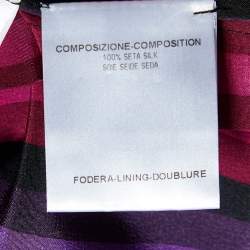 COMPOSIZIONE-COMPOSITION
100% SETA SILK
SOIE SEIDE SEDA
FODERA-LINING-DOUBLURE